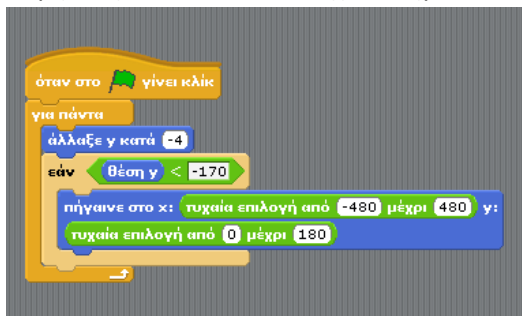 όταν στο γίνει κλίκ
για πάντα
άλλαξε y κατά -4
εάν θέση y < -170
πήγαινε στο x: τυχαία επιλογή από -480 μέχρι 480 y:
τυχαία επιλογή από 0 μέχρι 180